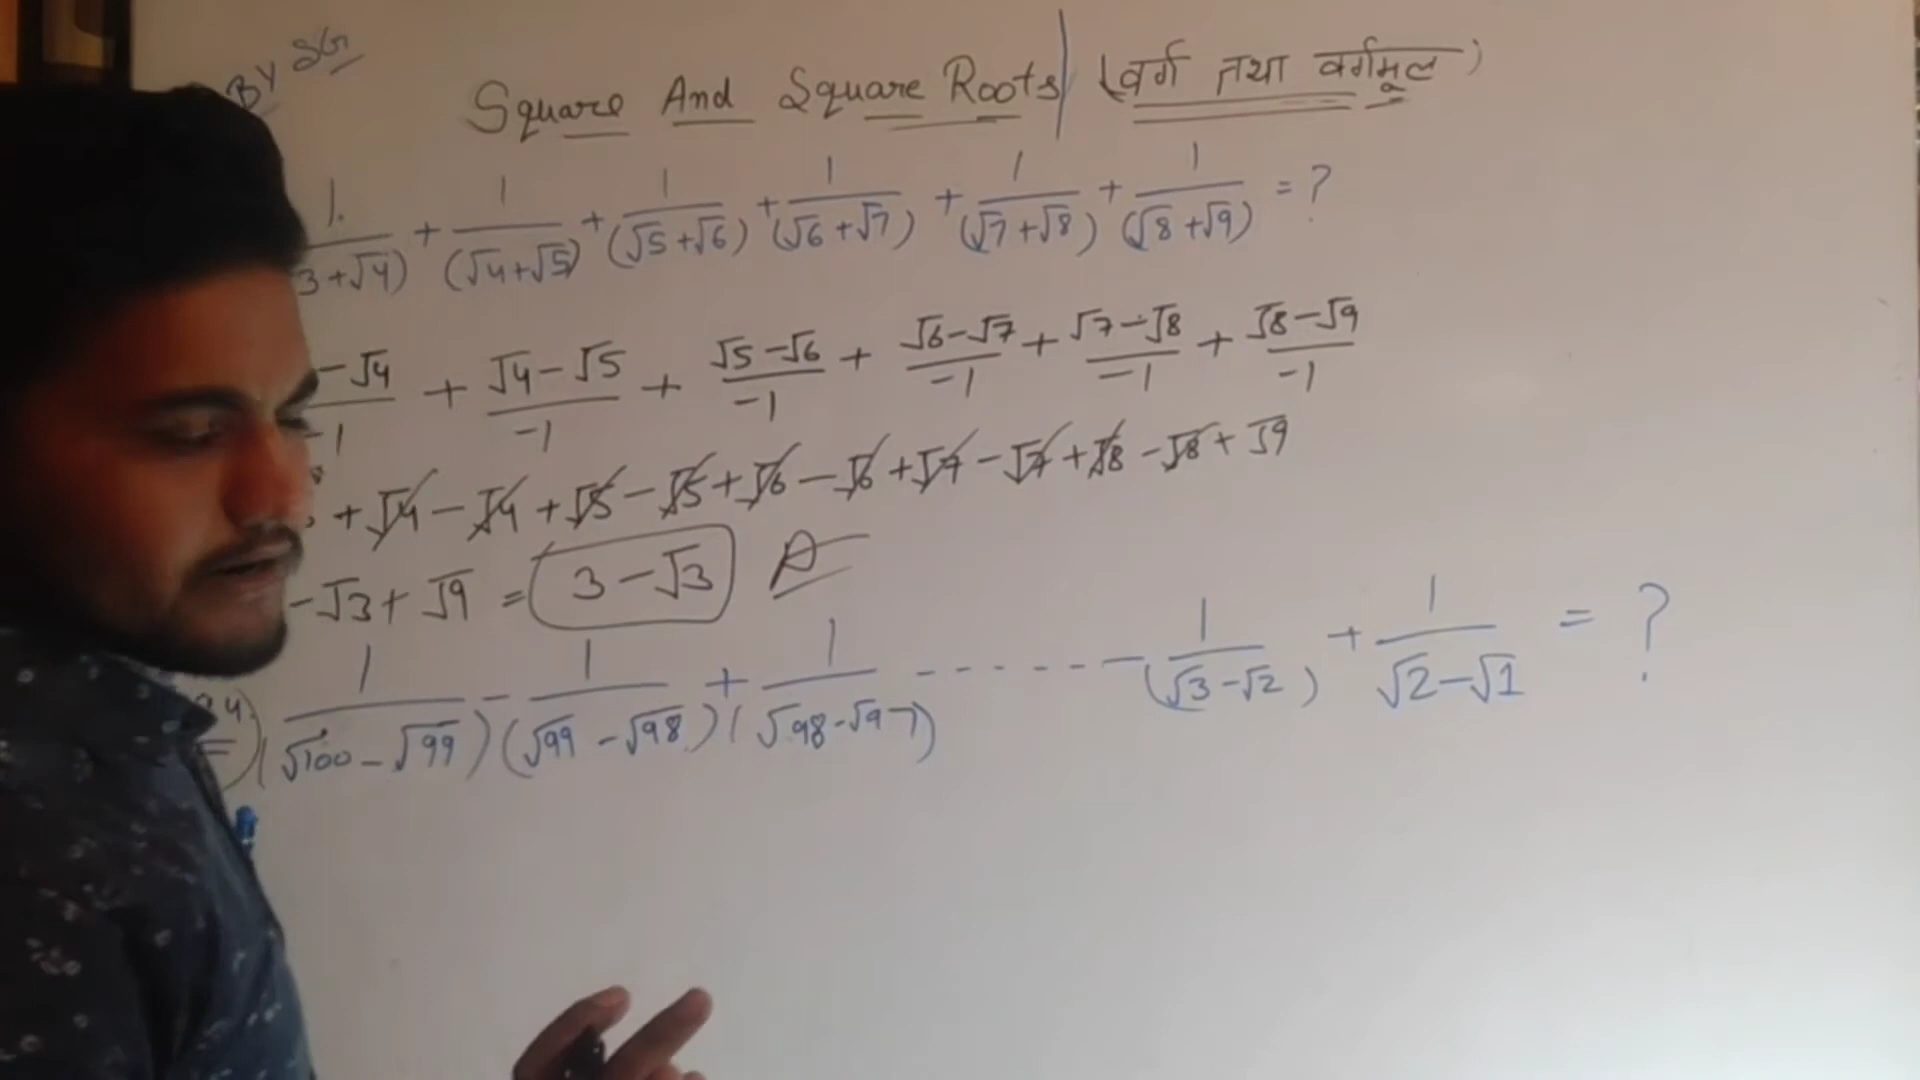 BY SG
Square And Square Roots (वर्ग तथा वर्गमूल)
1/(3+√4) + 1/(√4+√5) + 1/(√5+√6) + 1/(√6+√7) + 1/(√7+√8) + 1/(√8+√9) = ?
-√4/-1 + √4-√5/-1 + √5-√6/-1 + √6-√7/-1 + √7-√8/-1 + √8-√9/-1
+√4-√4+√5-√5+√6-√6+√7-√7+√8-√8+√9
-√3+√9 = 3-√3
4) 1/(√100-√99) - 1/(√99-√98) + 1/(√98-√97) ------- 1/(√3-√2) + 1/√2-√1 = ?